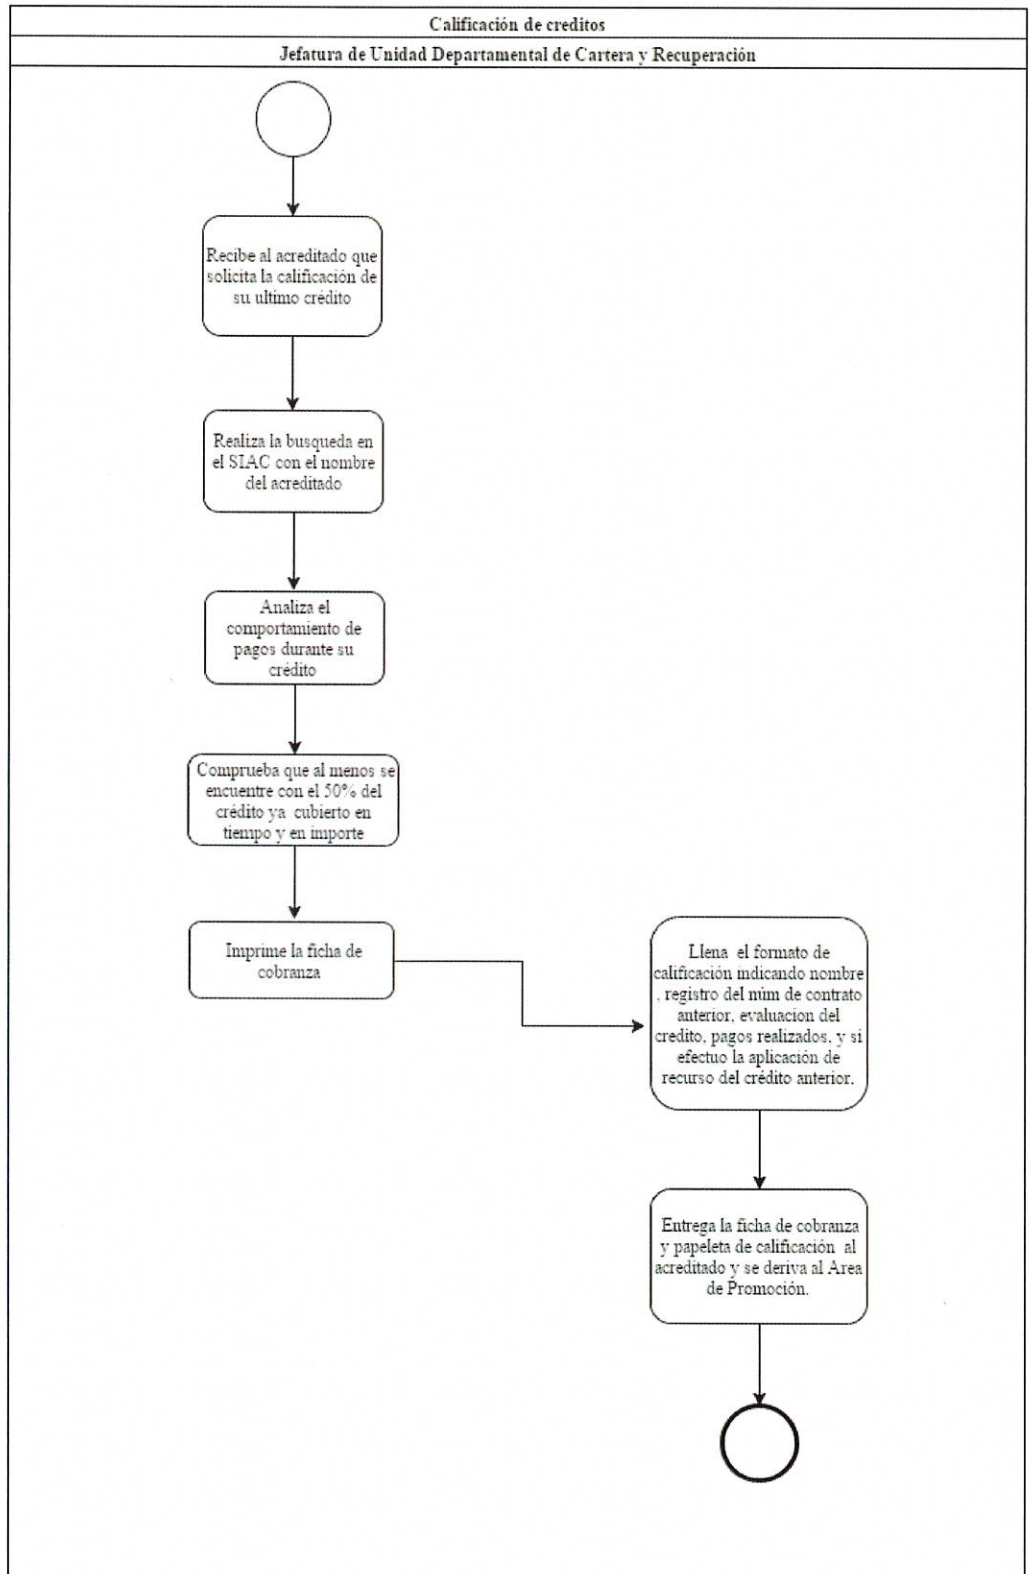 Calificación de creditos
Jefatura de Unidad Departamental de Cartera y Recuperación
Recibe al acreditado que
solicita la calificación de
su ultimo crédito
Realiza la busqueda en
el SIAC con el nombre
del acreditado
Analiza el
comportamiento de
pagos durante su
crédito
Comprueba que al menos se
encuentre con el 50% del
crédito ya cubierto en
tiempo y en importe
Imprime la ficha de
cobranza
Llena el formato de
calificación indicando nombre
, registro del núm de contrato
anterior, evaluacion del
credito, pagos realizados, y si
efectuo la aplicación de
recurso del crédito anterior.
Entrega la ficha de cobranza
y papeleta de calificación al
acreditado y se deriva al Area
de Promoción.